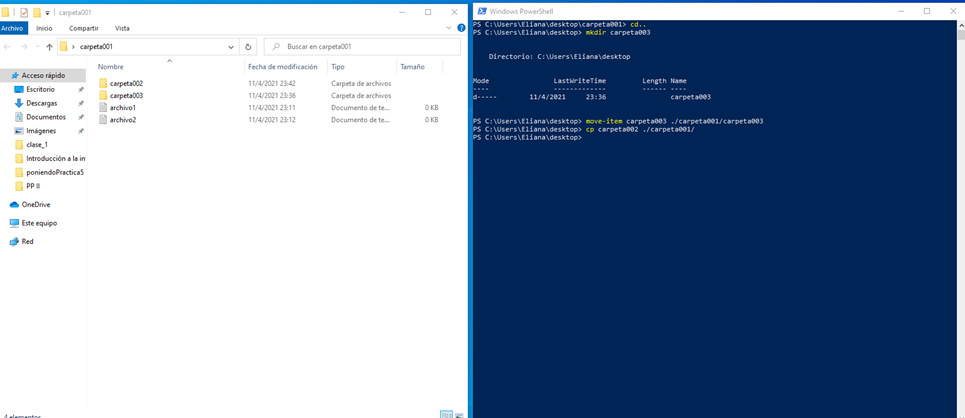 carpeta001
Archivo Inicio Compartir Vista
carpeta001
Buscar en carpeta001
Nombre Fecha de modificación Tipo Tamaño
Acceso rápido
Escritorio
Descargas
Documentos
Imágenes
clase_1
Introducción a la in
poniendoPractica5
PP II
OneDrive
Este equipo
Red
carpeta002 11/4/2021 23:42 Carpeta de archivos
carpeta003 11/4/2021 23:36 Carpeta de archivos
archivo1 11/4/2021 23:11 Documento de te... 0 KB
archivo2 11/4/2021 23:12 Documento de te... 0 KB
4 elementos
Windows PowerShell
PS C:\Users\Eliana\desktop\carpeta001> cd..
PS C:\Users\Eliana\desktop> mkdir carpeta003
Directorio: C:\Users\Eliana\desktop
Mode LastWriteTime Length Name
---- ------------- ------ ----
d----- 11/4/2021 23:36 carpeta003
PS C:\Users\Eliana\desktop> move-item carpeta003 ./carpeta001/carpeta003
PS C:\Users\Eliana\desktop> cp carpeta002 ./carpeta001/
PS C:\Users\Eliana\desktop>